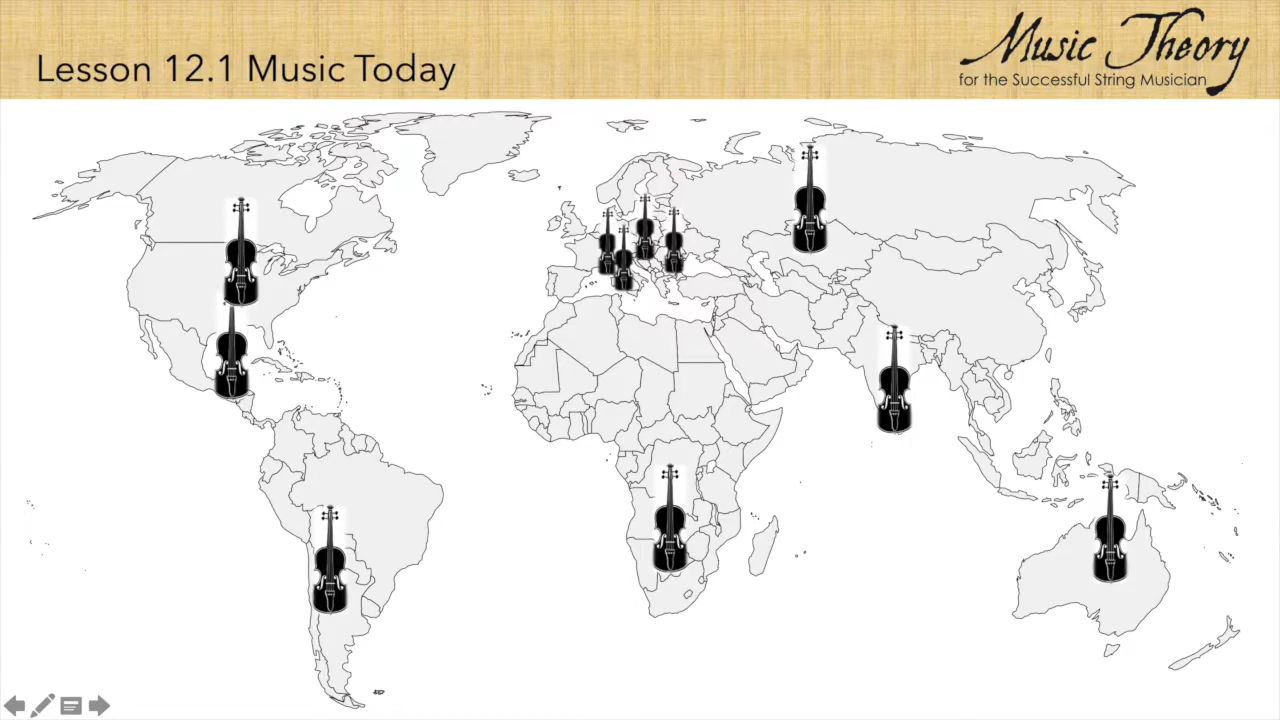 Lesson 12.1 Music Today
Music Theory
for the Successful String Musician